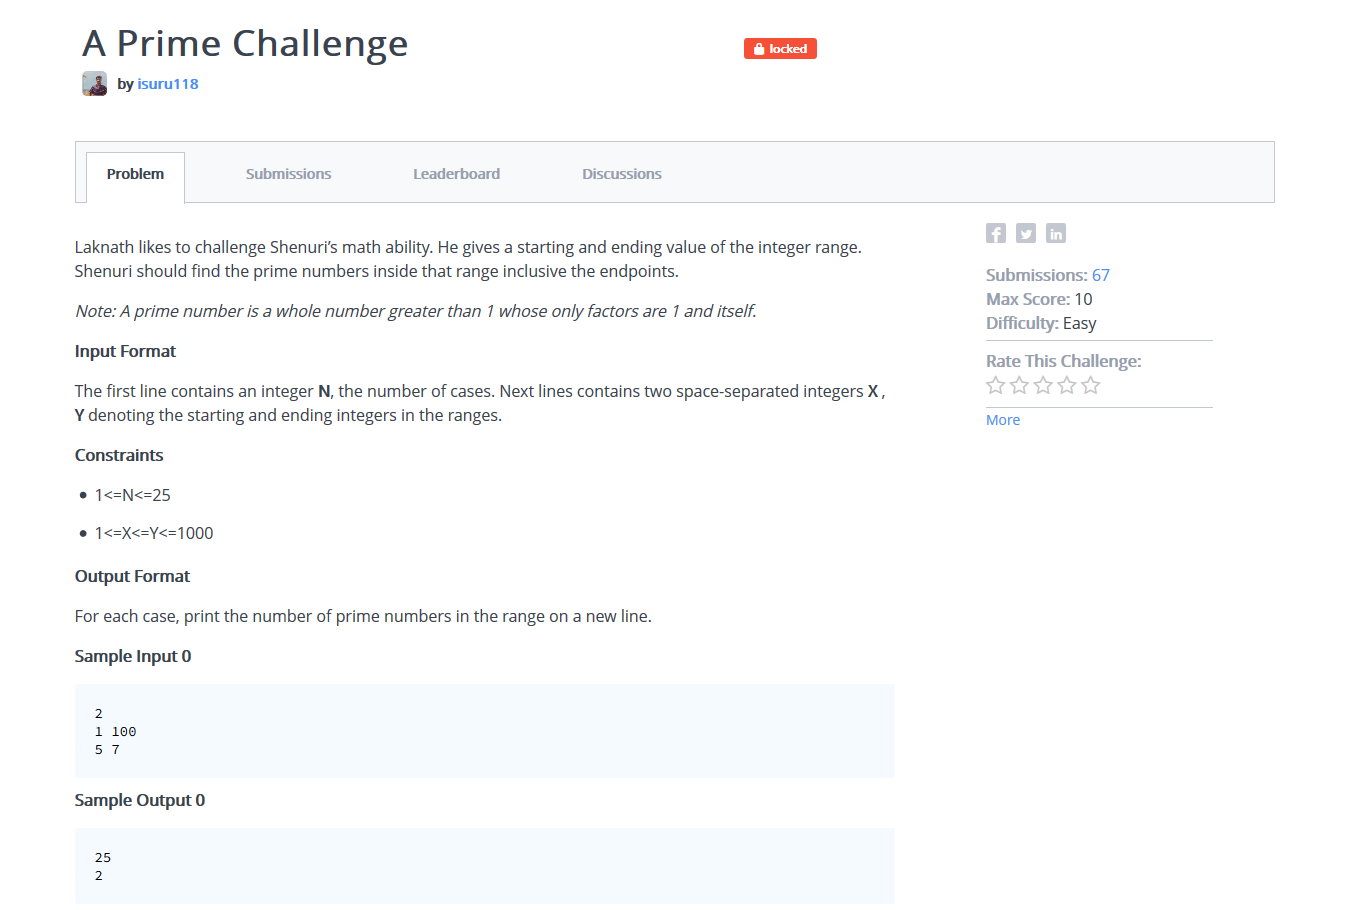 A Prime Challenge
locked
by isuru118
Problem
Submissions
Leaderboard
Discussions
Laknath likes to challenge Shenuri’s math ability. He gives a starting and ending value of the integer range.
Shenuri should find the prime numbers inside that range inclusive the endpoints.
Note: A prime number is a whole number greater than 1 whose only factors are 1 and itself.
Input Format
The first line contains an integer N, the number of cases. Next lines contains two space-separated integers X ,
Y denoting the starting and ending integers in the ranges.
Constraints
1<=N<=25
1<=X<=Y<=1000
Output Format
For each case, print the number of prime numbers in the range on a new line.
Sample Input 0
2
1 100
5 7
Sample Output 0
25
2
f
in
Submissions: 67
Max Score: 10
Difficulty: Easy
Rate This Challenge:
More